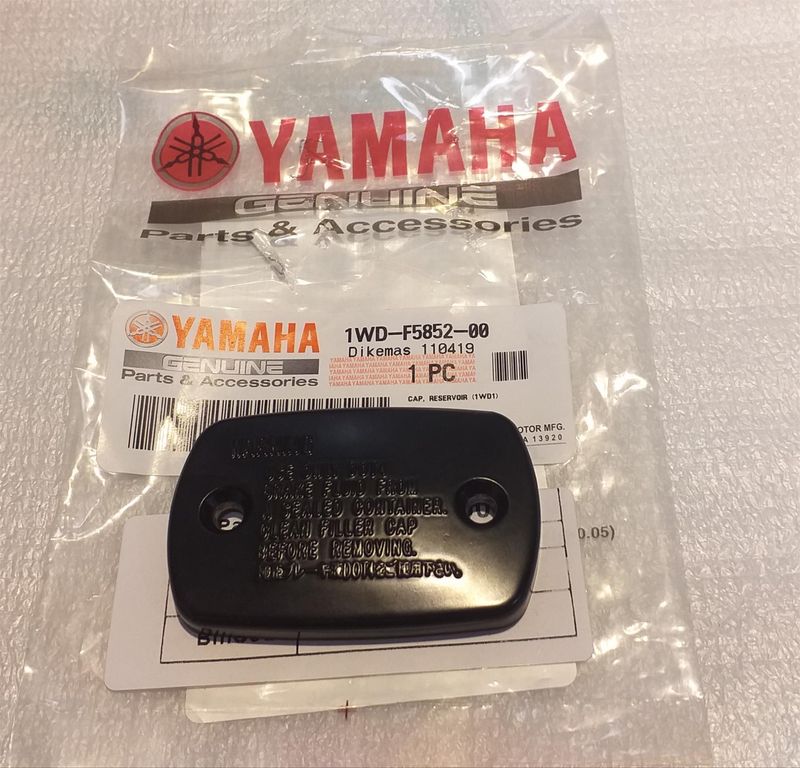 YAMAHA
GENUINE
Parts & Accessories
YAMAHA
GENUINE
Parts & Accessories
1WD-F5852-00
Dikemas 110419
1 PC
CAP, RESERVOIR (1WD1)
OTOR MFG.
A 13920
0.05)
WARNING
USE ONLY DOT4
BRAKE FLUID FROM
SEALED CONTAINER.
CLEAN FILLER CAP
BEFORE REMOVING.